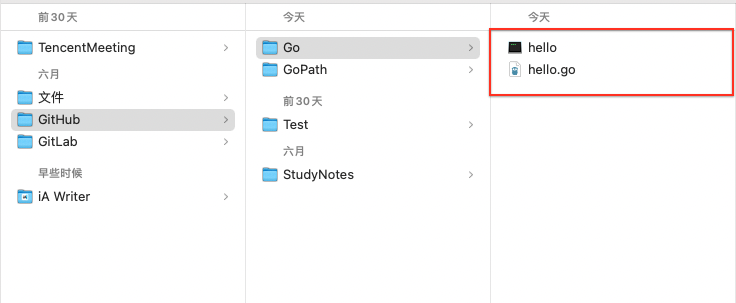 前30天
TencentMeeting
六月
文件
GitHub
GitLab
早些时候
iA Writer
今天
Go
GoPath
前30天
Test
六月
StudyNotes
今天
hello
hello.go